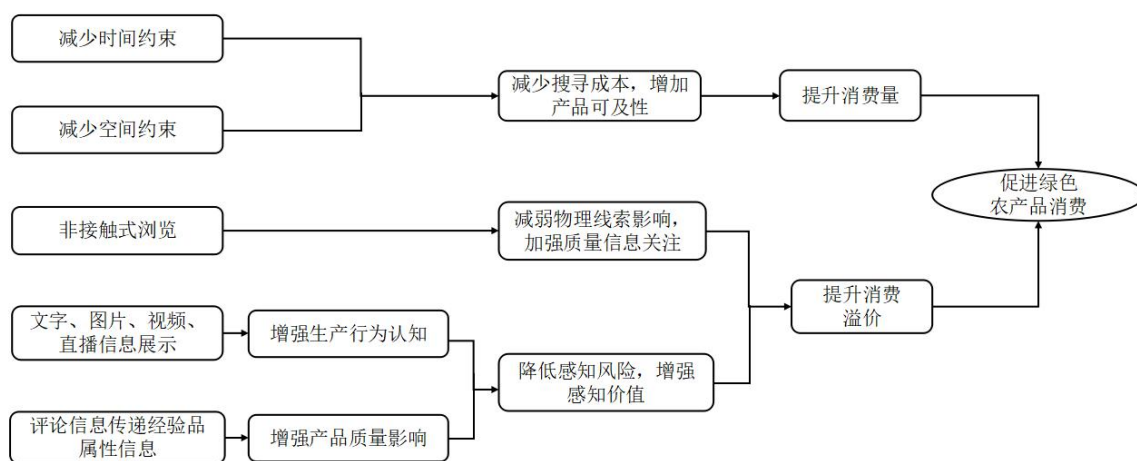 减少时间约束
减少空间约束
减少搜寻成本，增加
产品可及性
提升消费量
促进绿色
农产品消费
非接触式浏览
减弱物理线索影响，
加强质量信息关注
提升消费
溢价
文字、图片、视频、
直播信息展示
增强生产行为认知
降低感知风险，增强
感知价值
评论信息传递经验品
属性信息
增强产品质量影响